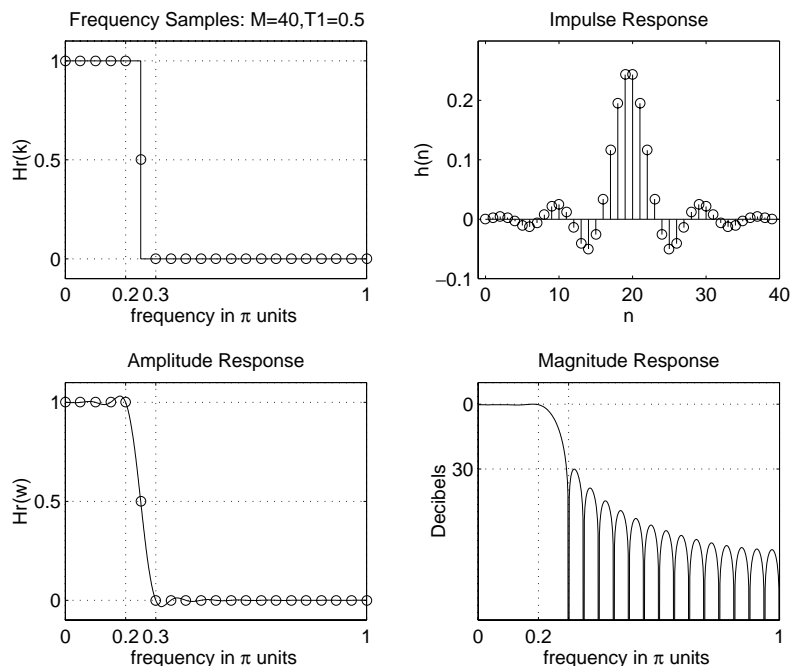 Frequency Samples: M=40,T1=0.5
Hr(k)
1
0.5
0
0 0.2 0.3 1
frequency in π units
Impulse Response
h(n)
0.2
0.1
0
−0.1
0 10 20 30 40
n
Amplitude Response
Hr(w)
1
0.5
0
0 0.2 0.3 1
frequency in π units
Magnitude Response
Decibels
0
30
0 0.2 1
frequency in π units